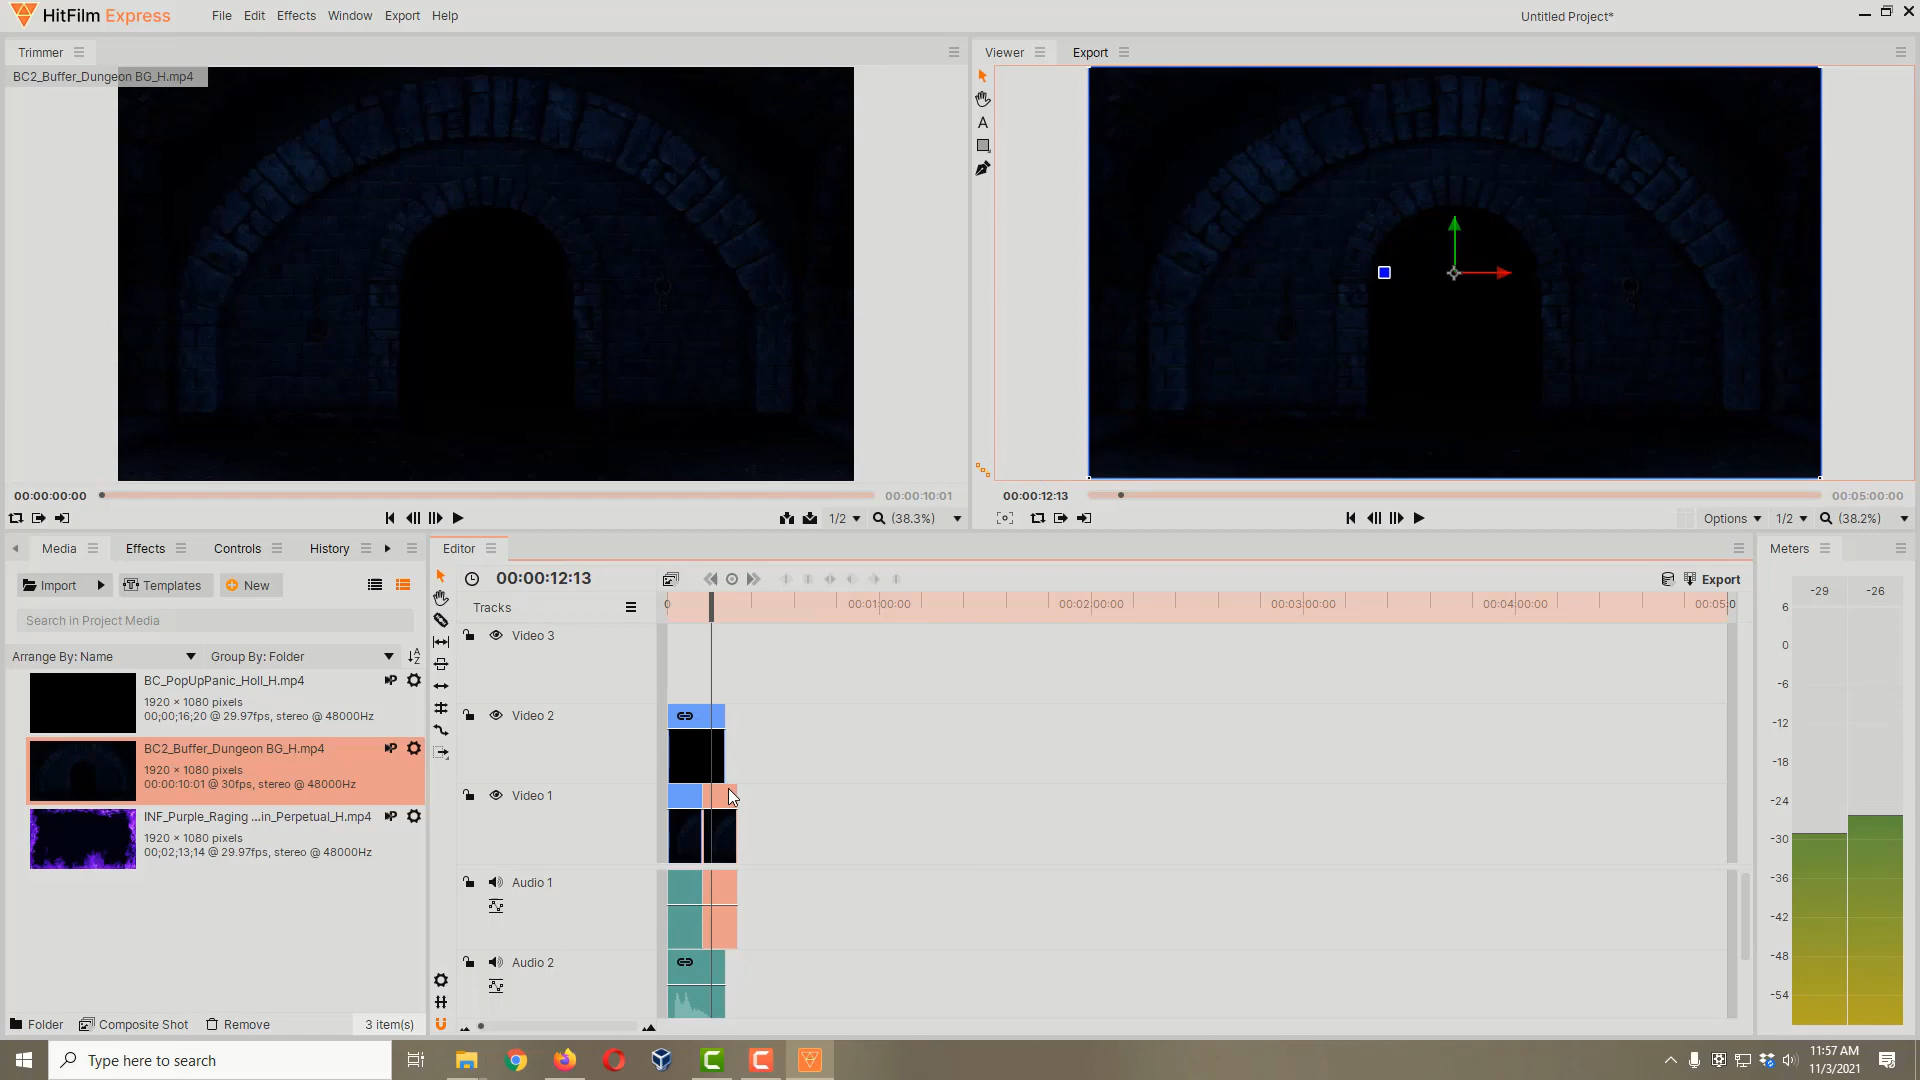 HitFilm Express
File Edit Effects Window Export Help
Untitled Project*
Trimmer
Viewer Export
BC2_Buffer_Dungeon BG_H.mp4
A
00:00:00:00
00:00:10:01
00:00:12:13
00:05:00:00
1/2 (38.3%)
Options 1/2 (38.2%)
Media Effects Controls History
Editor
Meters
Import Templates New
00:00:12:13
Export
Search in Project Media
Tracks
0 00:01:00:00 00:02:00:00 00:03:00:00 00:04:00:00 00:05:0
Arrange By: Name Group By: Folder
BC_PopUpPanic_Holl_H.mp4
1920 × 1080 pixels
00;00;16;20 @ 29.97fps, stereo @ 48000Hz
BC2_Buffer_Dungeon BG_H.mp4
1920 × 1080 pixels
00:00:10:01 @ 30fps, stereo @ 48000Hz
INF_Purple_Raging ...in_Perpetual_H.mp4
1920 × 1080 pixels
00;02;13;14 @ 29.97fps, stereo @ 48000Hz
Video 3
Video 2
Video 1
Audio 1
Audio 2
-29 -26
6
0
-6
-12
-18
-24
-30
-36
-42
-48
-54
Folder Composite Shot Remove 3 item(s)
Type here to search
11:57 AM
11/3/2021